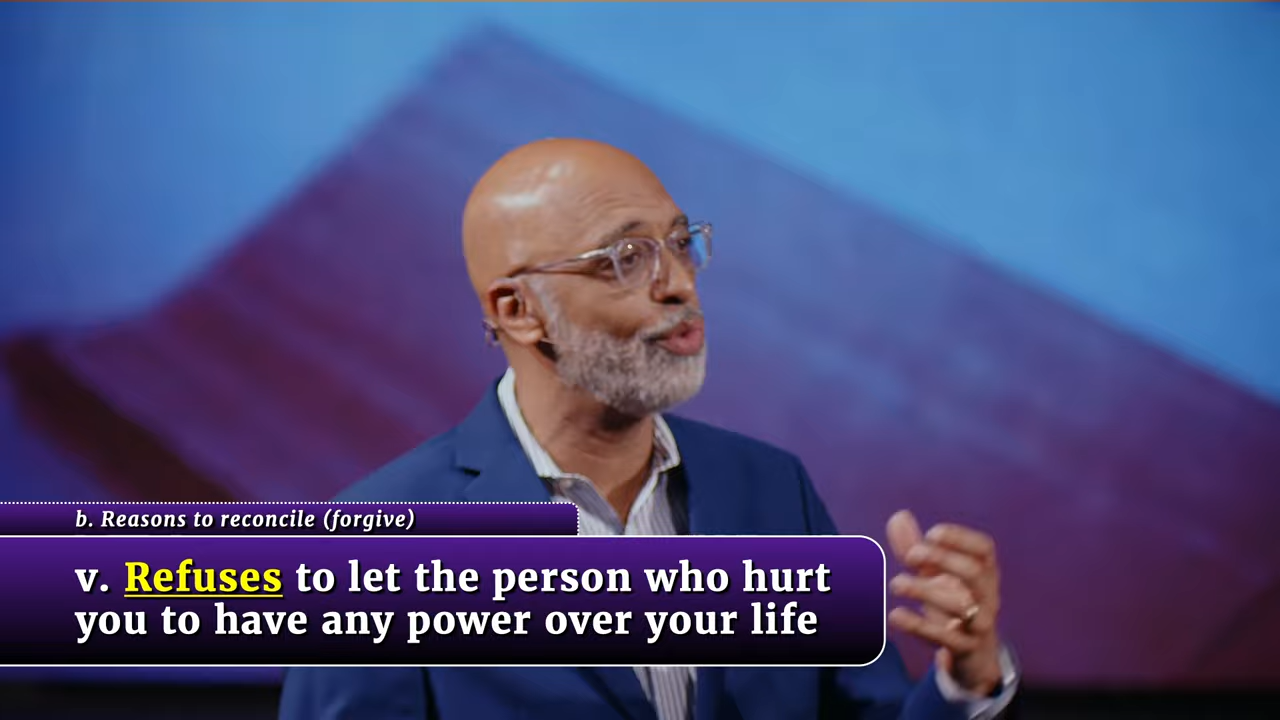 b. Reasons to reconcile (forgive)
v. Refuses to let the person who hurt
you to have any power over your life